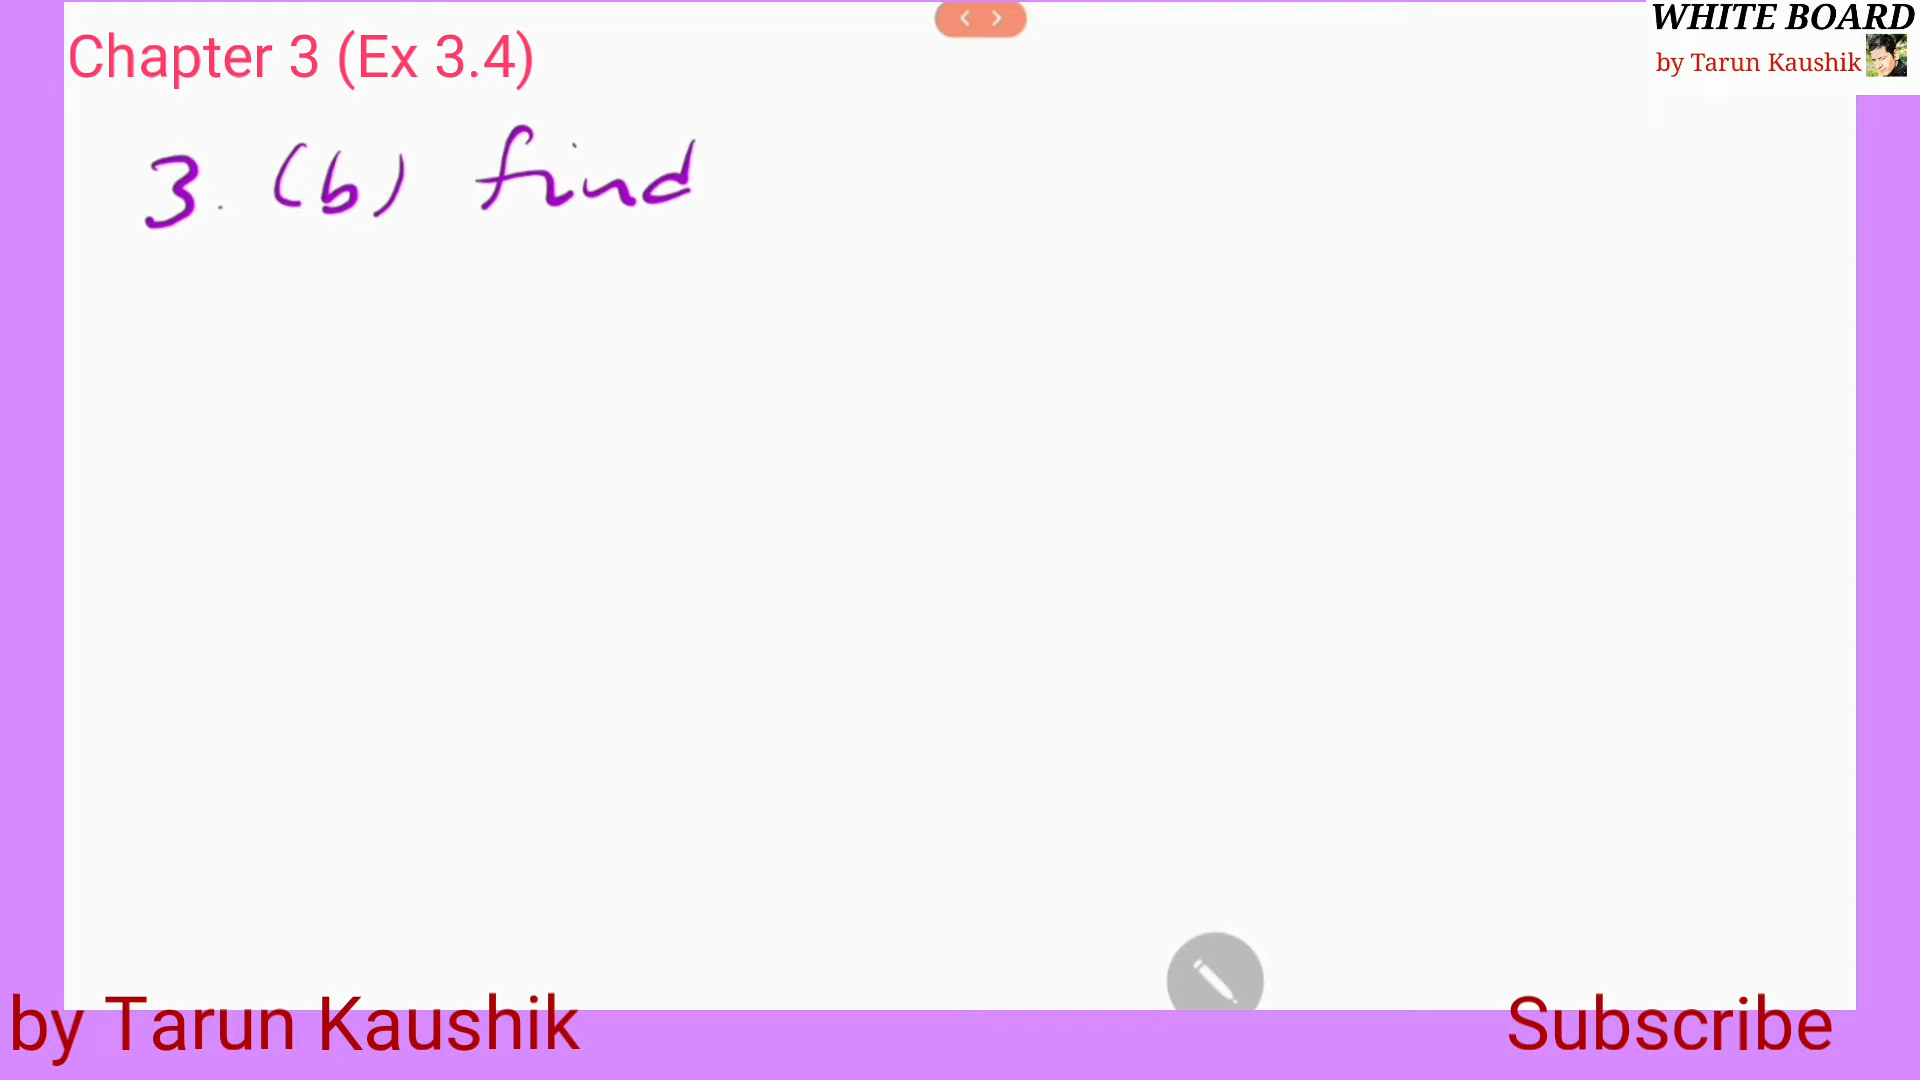 WHITE BOARD
by Tarun Kaushik
Chapter 3 (Ex 3.4)
3. (b) find
by Tarun Kaushik
Subscribe